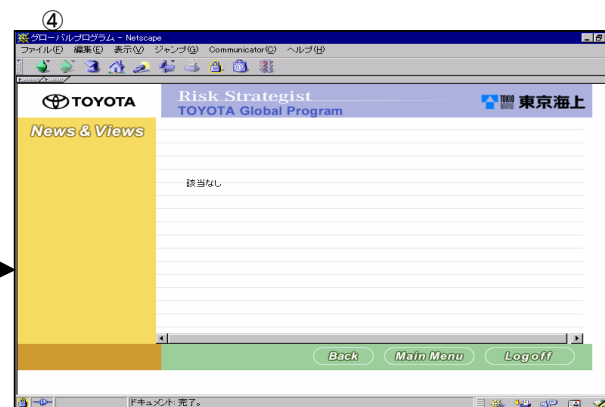 ④
グローバルプログラム - Netscape
ファイル(F) 編集(E) 表示(V) ジャンプ(G) Communicator(C) ヘルプ(H)
TOYOTA
Risk Strategist
TOYOTA Global Program
東京海上
News & Views
該当なし
Back
Main Menu
Logoff
ドキュメント: 完了。